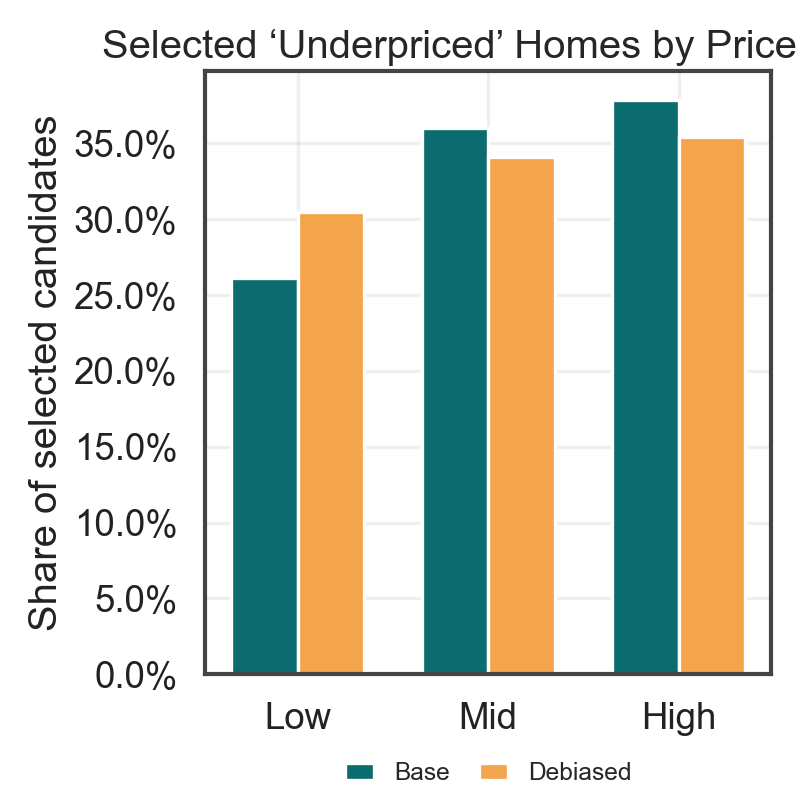 Selected ‘Underpriced’ Homes by Price
Share of selected candidates
35.0%
30.0%
25.0%
20.0%
15.0%
10.0%
5.0%
0.0%
Low Mid High
Base Debiased